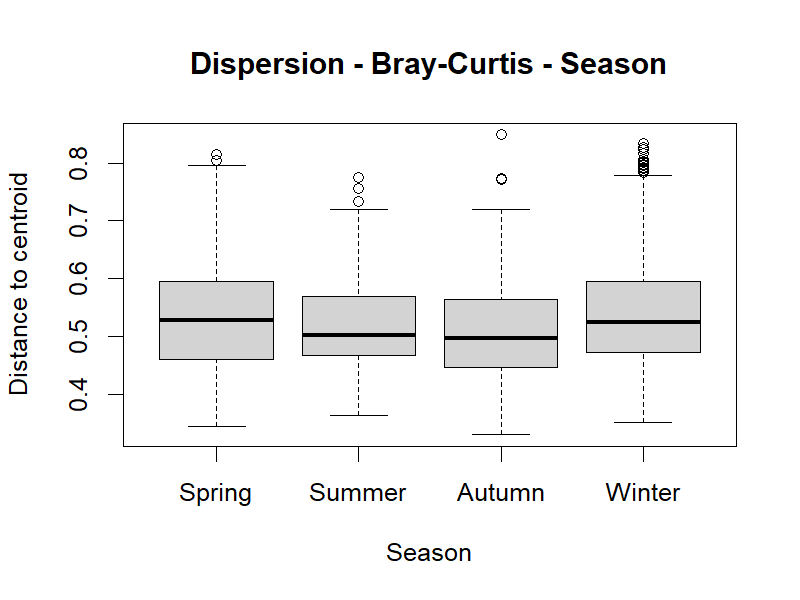 Dispersion - Bray-Curtis - Season
Distance to centroid
0.8
0.7
0.6
0.5
0.4
Spring Summer Autumn Winter
Season